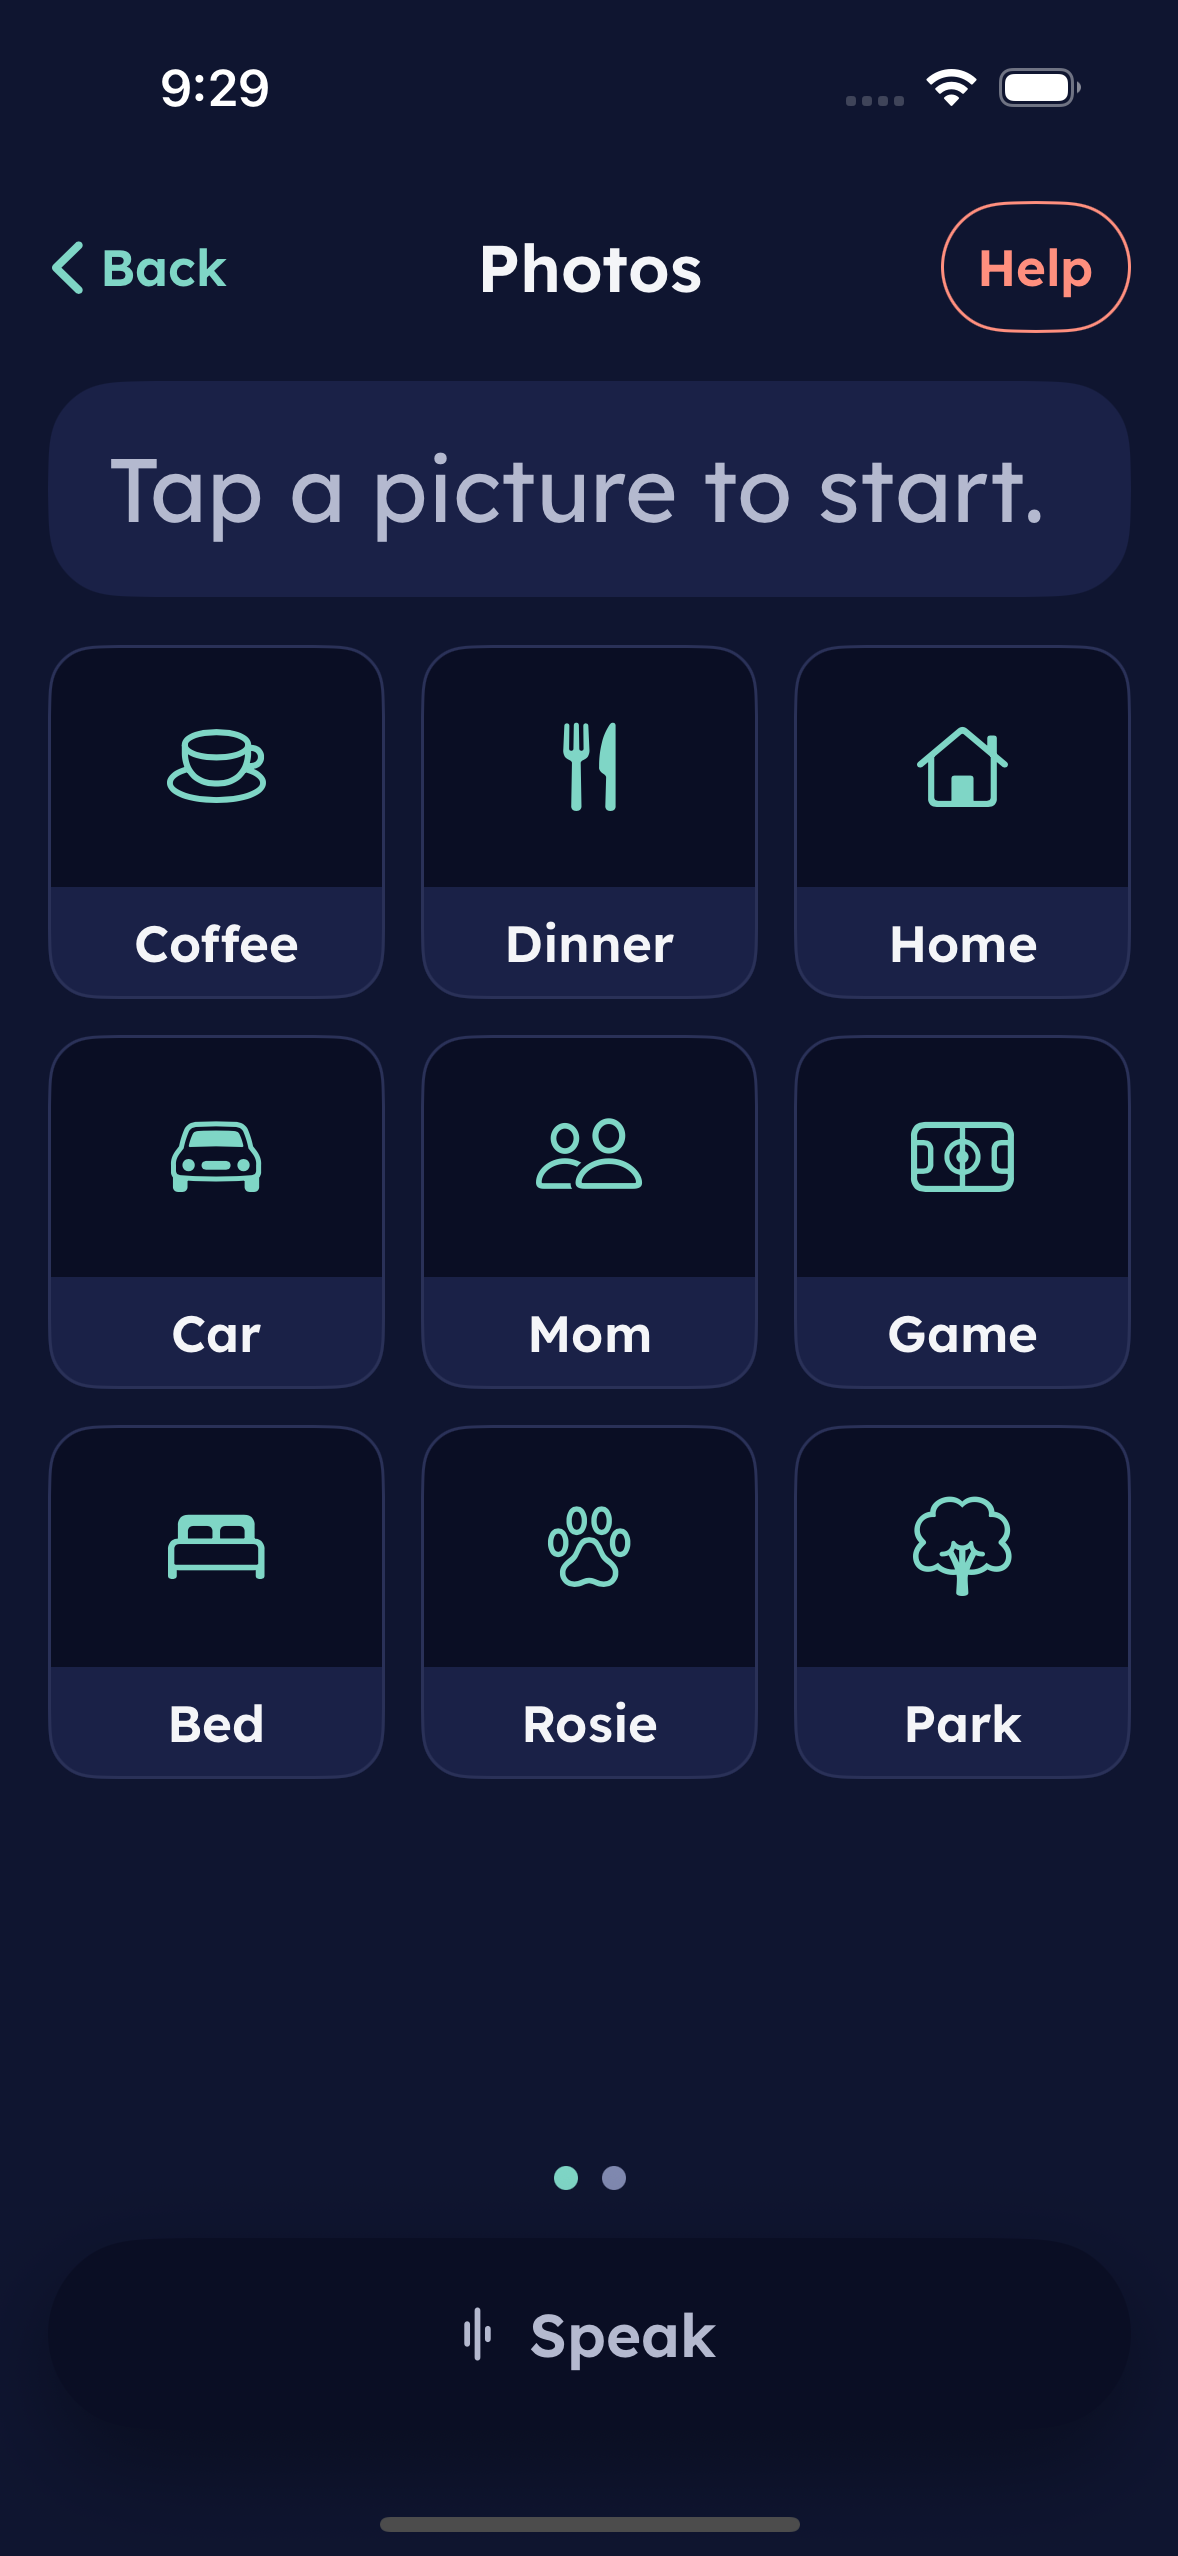 9:29
Back
Photos
Help
Tap a picture to start.
Coffee
Dinner
Home
Car
Mom
Game
Bed
Rosie
Park
Speak